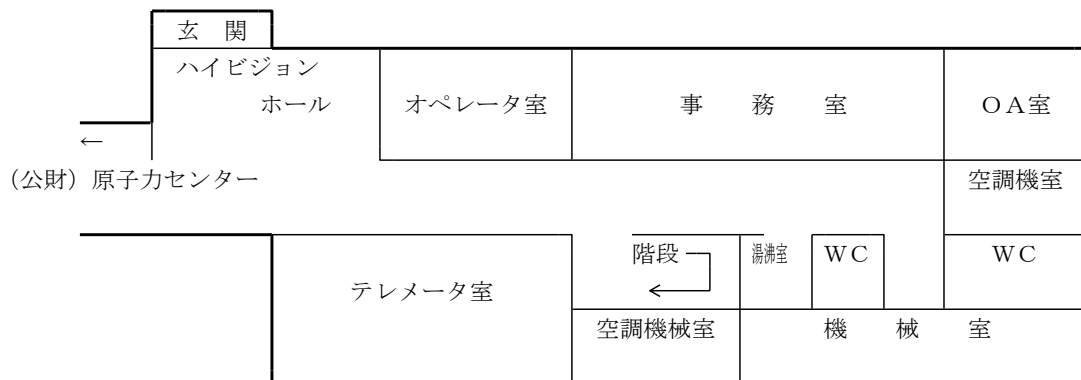 玄　関
ハイビジョン
ホール
オペレータ室
事　務　室
ＯＡ室
←
（公財）原子力センター
空調機室
階段
湯沸室
ＷＣ
ＷＣ
テレメータ室
空調機械室
機　械　室